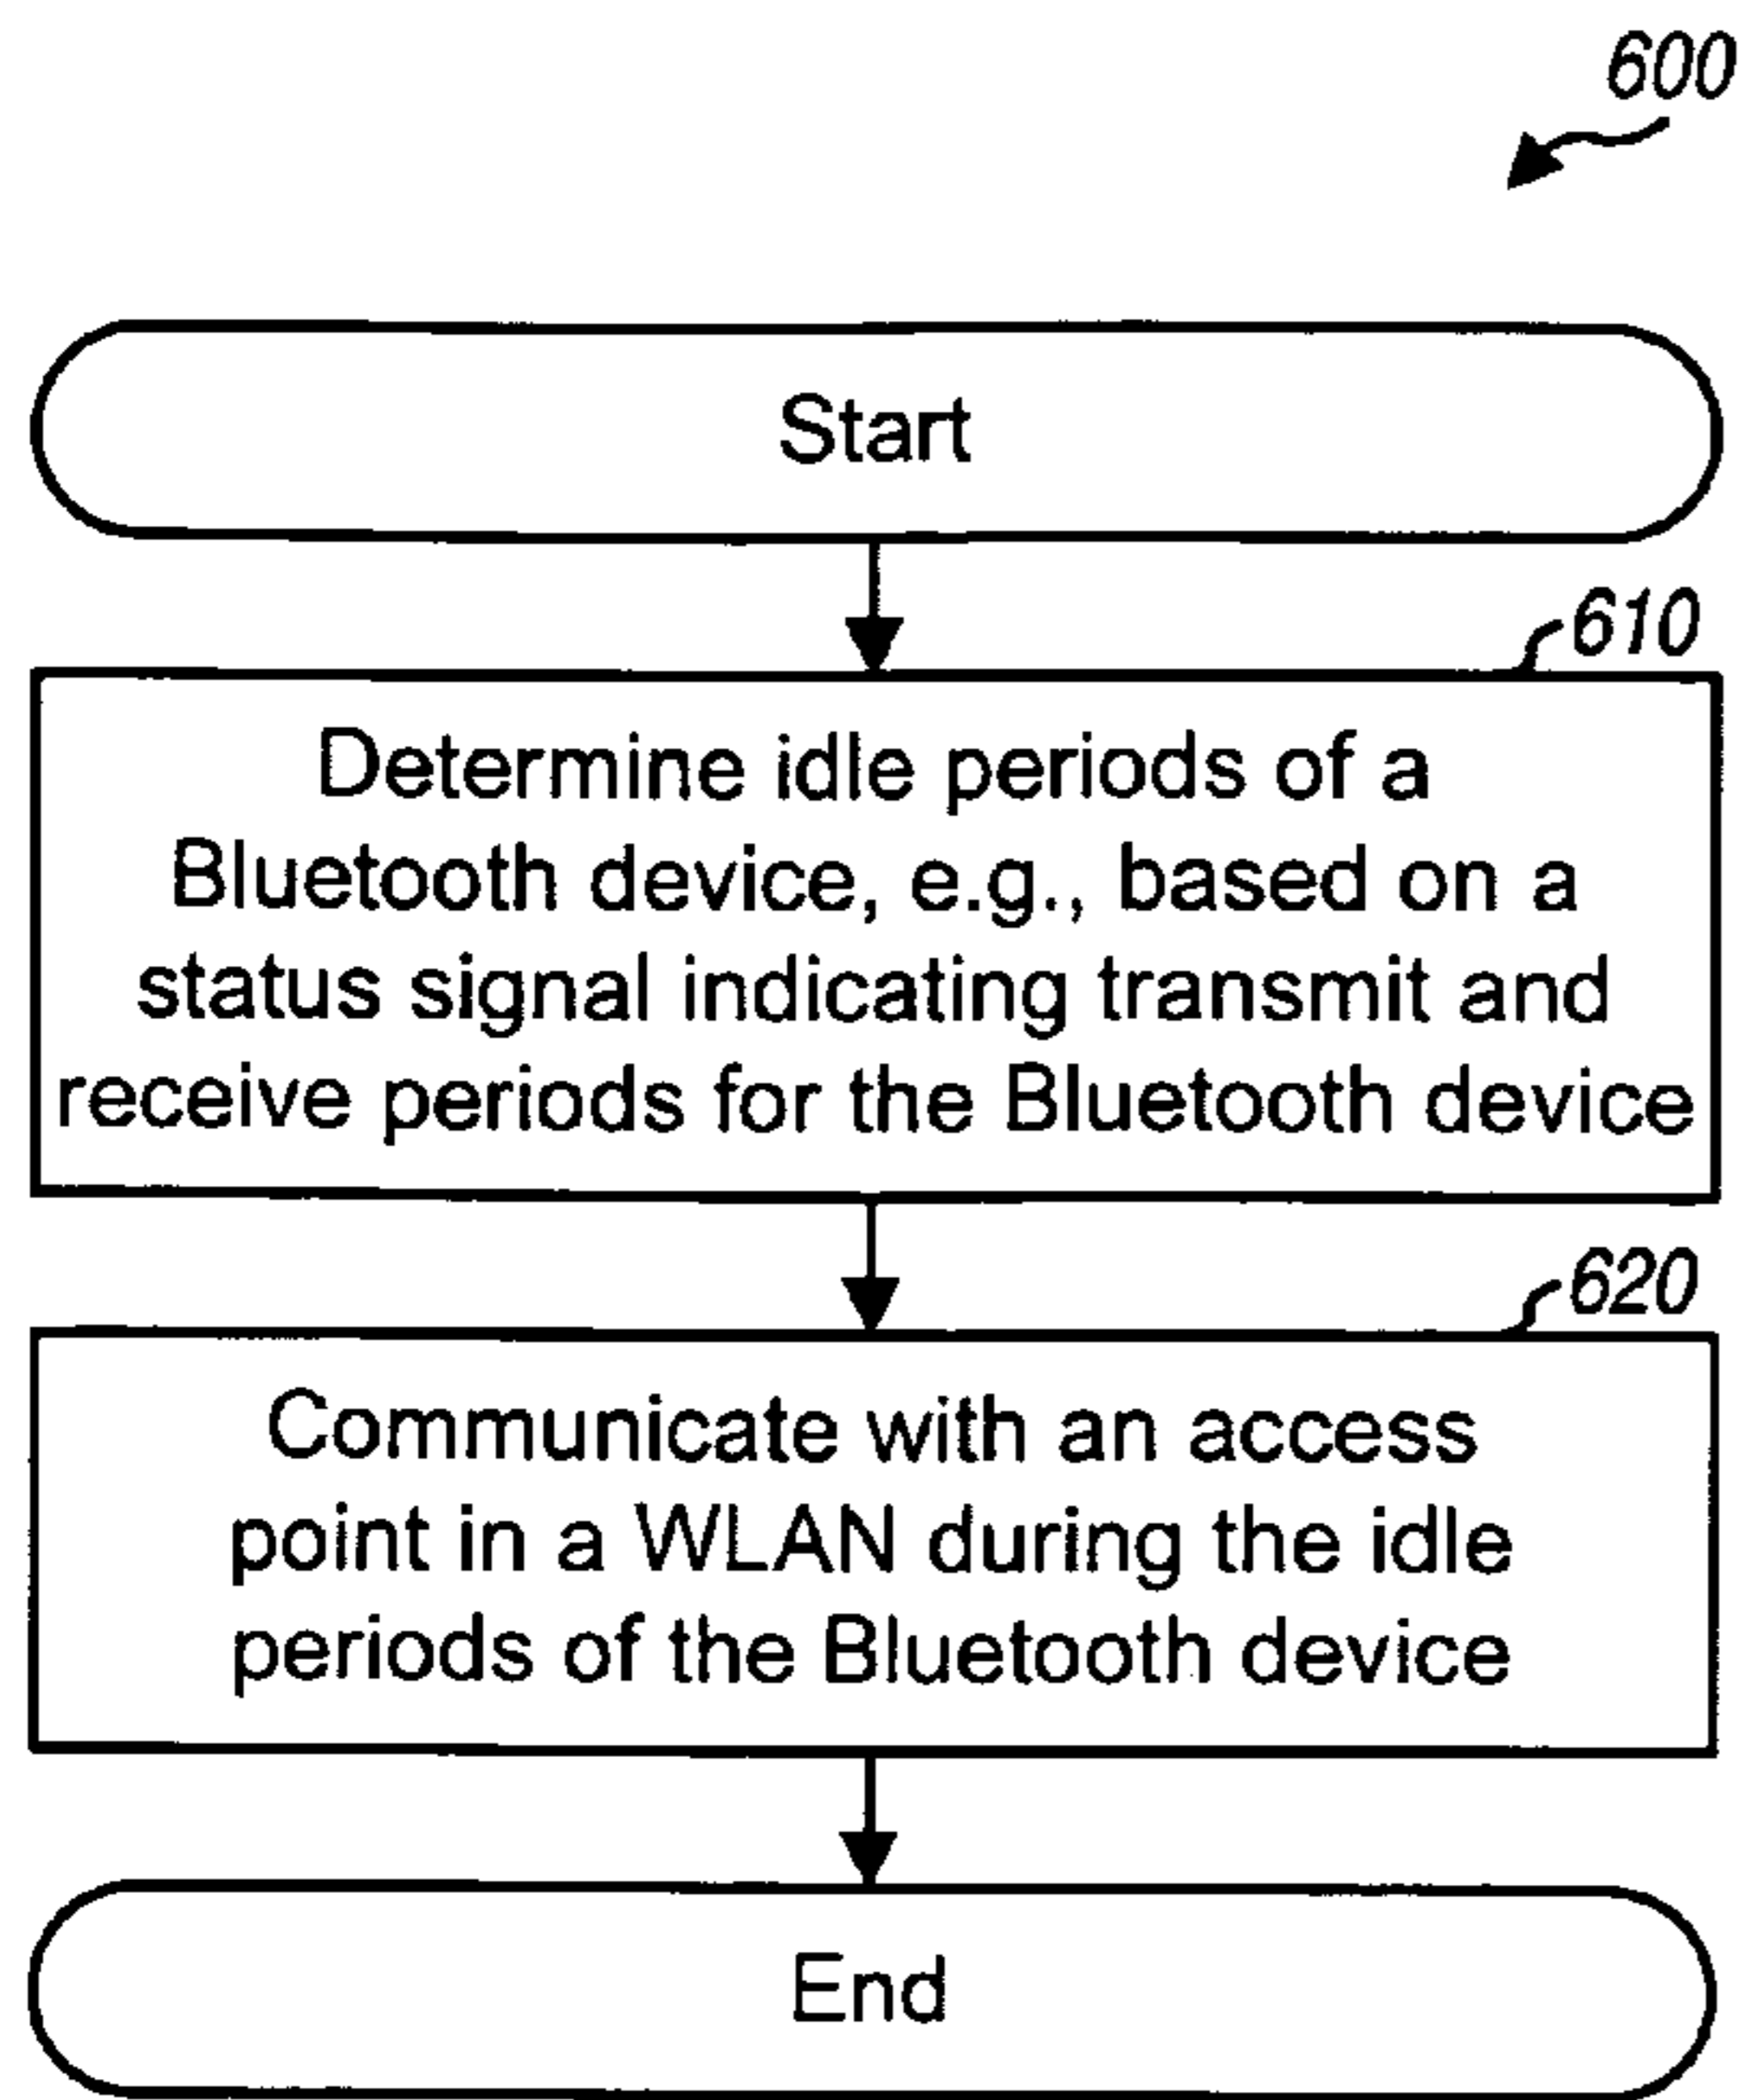 600
Start
610
Determine idle periods of a
Bluetooth device, e.g., based on a
status signal indicating transmit and
receive periods for the Bluetooth device
620
Communicate with an access
point in a WLAN during the idle
periods of the Bluetooth device
End